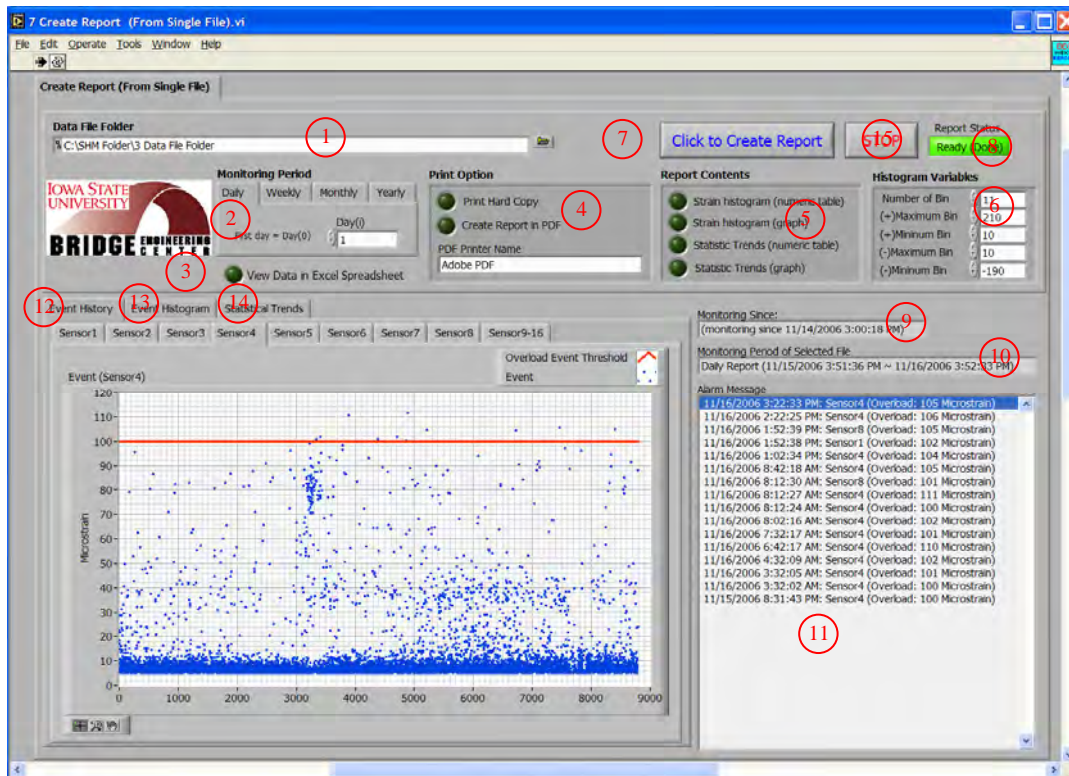 7 Create Report (From Single File).vi
File Edit Operate Tools Window Help
Create Report (From Single File)
Data File Folder
1
C:\SHM Folder\3 Data File Folder
7
Click to Create Report
STOP
15
Report Status
Ready (Done)
8
IOWA STATE
UNIVERSITY
BRIDGE ENGINEERING
CENTER
Monitoring Period
Daily Weekly Monthly Yearly
2
First day = Day(0)
Day(i)
1
3
View Data in Excel Spreadsheet
Print Option
Print Hard Copy
4
Create Report in PDF
PDF Printer Name
Adobe PDF
Report Contents
Strain histogram (numeric table)
Strain histogram (graph)
5
Statistic Trends (numeric table)
Statistic Trends (graph)
Histogram Variables
Number of Bin 11
6
(+)Maximum Bin 210
(+)Mininum Bin 10
(-)Maximum Bin 10
(-)Mininum Bin -190
12 Event History 13 Event Histogram 14 Statistical Trends
Sensor1 Sensor2 Sensor3 Sensor4 Sensor5 Sensor6 Sensor7 Sensor8 Sensor9-16
Overload Event Threshold
Event
Event (Sensor4)
120
110
100
90
80
70
60
50
40
30
20
10
0
Microstrain
0 1000 2000 3000 4000 5000 6000 7000 8000 9000
Monitoring Since:
(monitoring since 11/14/2006 3:00:18 PM)
9
Monitoring Period of Selected File
10
Daily Report (11/15/2006 3:51:36 PM ~ 11/16/2006 3:52:33 PM)
Alarm Message
11/16/2006 3:22:33 PM: Sensor4 (Overload: 105 Microstrain)
11/16/2006 2:22:25 PM: Sensor4 (Overload: 106 Microstrain)
11/16/2006 1:52:39 PM: Sensor8 (Overload: 105 Microstrain)
11/16/2006 1:52:38 PM: Sensor1 (Overload: 102 Microstrain)
11/16/2006 1:02:34 PM: Sensor4 (Overload: 104 Microstrain)
11/16/2006 8:42:18 AM: Sensor4 (Overload: 105 Microstrain)
11/16/2006 8:12:30 AM: Sensor8 (Overload: 101 Microstrain)
11/16/2006 8:12:27 AM: Sensor4 (Overload: 111 Microstrain)
11/16/2006 8:12:24 AM: Sensor4 (Overload: 100 Microstrain)
11/16/2006 8:02:16 AM: Sensor4 (Overload: 102 Microstrain)
11/16/2006 7:32:17 AM: Sensor4 (Overload: 101 Microstrain)
11/16/2006 6:42:17 AM: Sensor4 (Overload: 110 Microstrain)
11/16/2006 4:32:09 AM: Sensor4 (Overload: 102 Microstrain)
11/16/2006 3:32:05 AM: Sensor4 (Overload: 101 Microstrain)
11/16/2006 3:32:02 AM: Sensor4 (Overload: 100 Microstrain)
11/15/2006 8:31:43 PM: Sensor4 (Overload: 100 Microstrain)
11